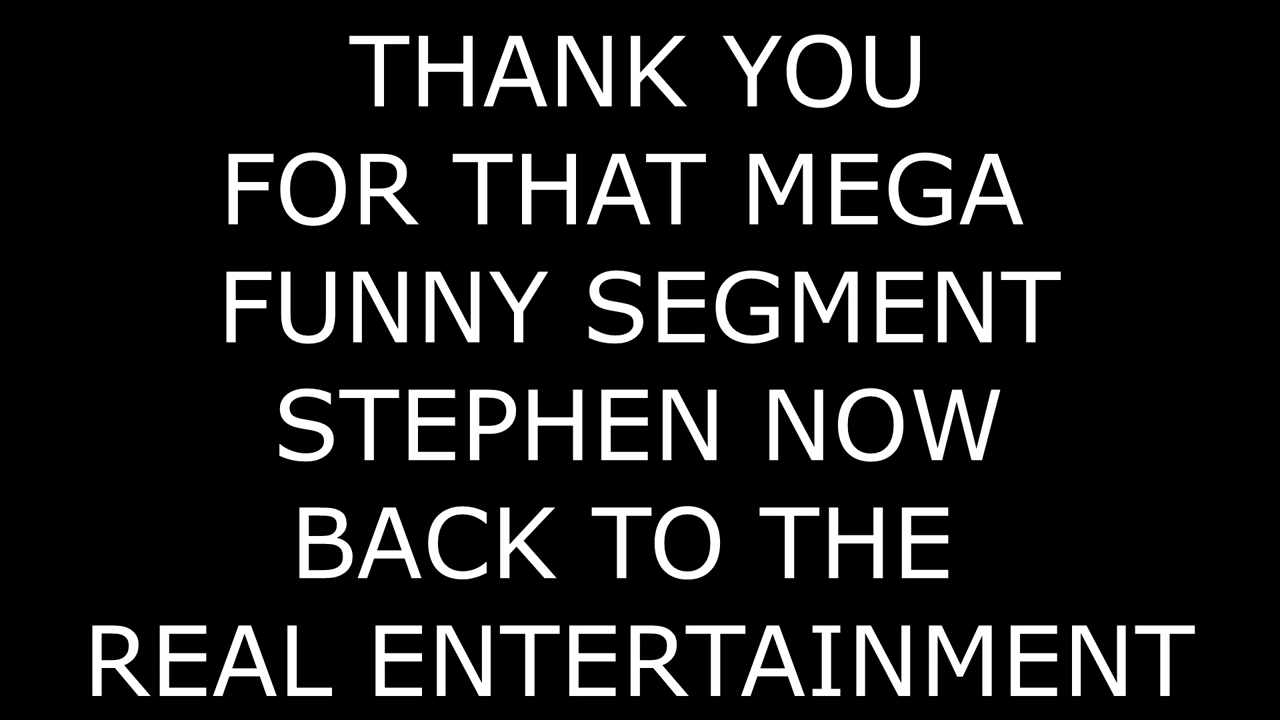 THANK YOU
FOR THAT MEGA
FUNNY SEGMENT
STEPHEN NOW
BACK TO THE
REAL ENTERTAINMENT